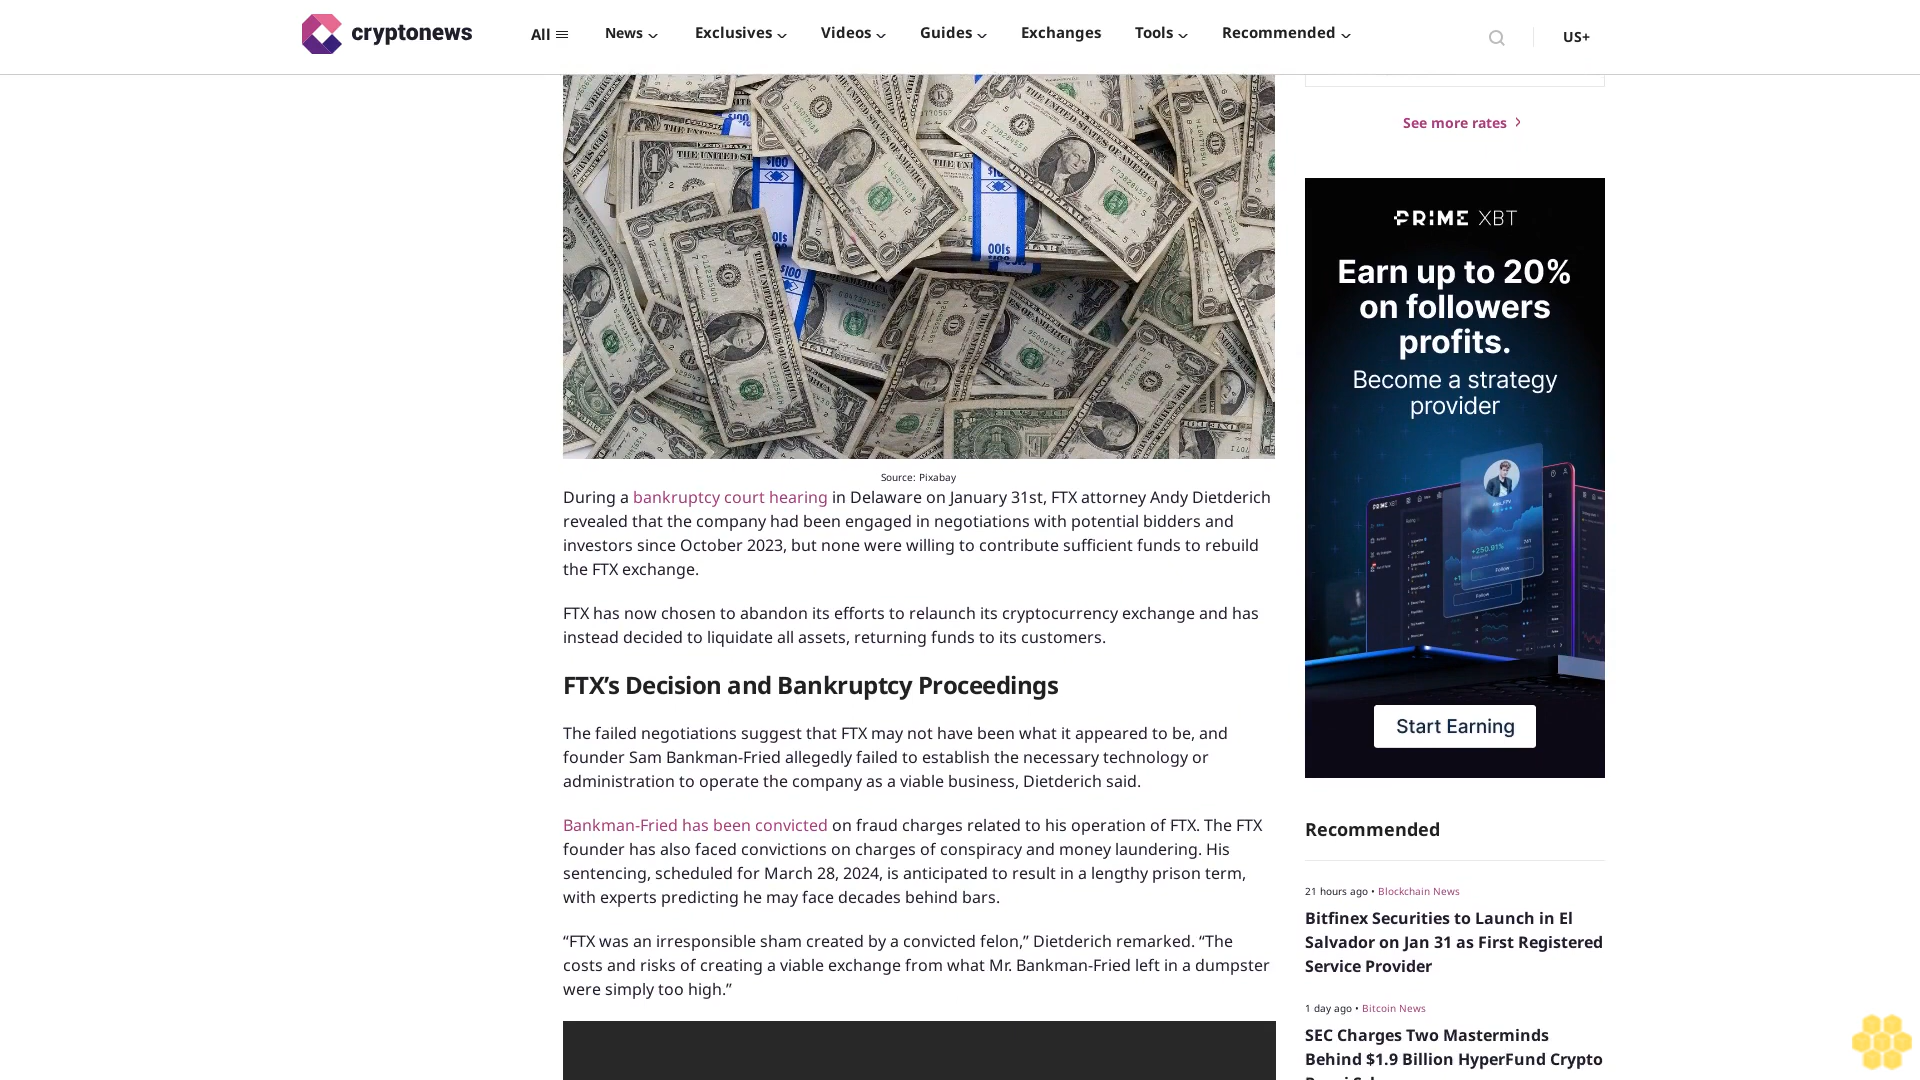 cryptonews
All
News
Exclusives
Videos
Guides
Exchanges
Tools
Recommended
US+
Source: Pixabay
During a bankruptcy court hearing in Delaware on January 31st, FTX attorney Andy Dietderich
revealed that the company had been engaged in negotiations with potential bidders and
investors since October 2023, but none were willing to contribute sufficient funds to rebuild
the FTX exchange.
FTX has now chosen to abandon its efforts to relaunch its cryptocurrency exchange and has
instead decided to liquidate all assets, returning funds to its customers.
FTX’s Decision and Bankruptcy Proceedings
The failed negotiations suggest that FTX may not have been what it appeared to be, and
founder Sam Bankman-Fried allegedly failed to establish the necessary technology or
administration to operate the company as a viable business, Dietderich said.
Bankman-Fried has been convicted on fraud charges related to his operation of FTX. The FTX
founder has also faced convictions on charges of conspiracy and money laundering. His
sentencing, scheduled for March 28, 2024, is anticipated to result in a lengthy prison term,
with experts predicting he may face decades behind bars.
“FTX was an irresponsible sham created by a convicted felon,” Dietderich remarked. “The
costs and risks of creating a viable exchange from what Mr. Bankman-Fried left in a dumpster
were simply too high.”
See more rates
PRIME XBT
Earn up to 20%
on followers
profits.
Become a strategy
provider
+250.91%
Follow
Follow
Start Earning
Recommended
21 hours ago • Blockchain News
Bitfinex Securities to Launch in El
Salvador on Jan 31 as First Registered
Service Provider
1 day ago • Bitcoin News
SEC Charges Two Masterminds
Behind $1.9 Billion HyperFund Crypto